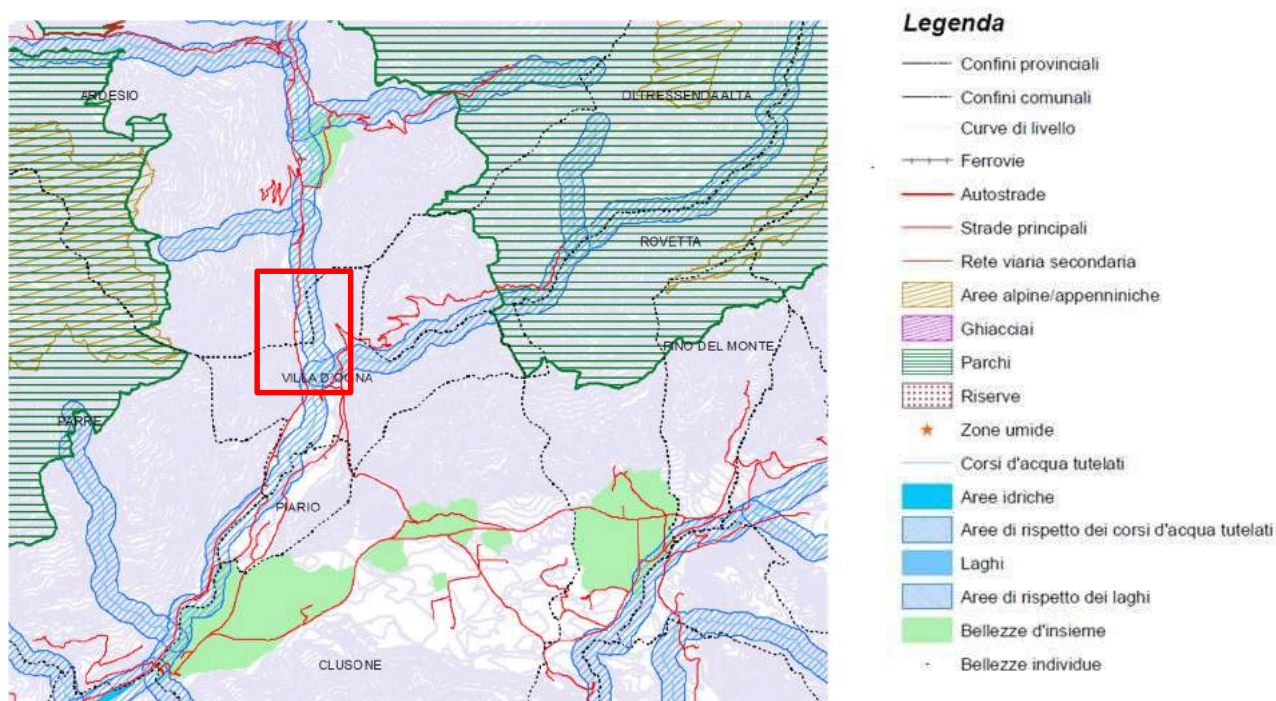 ARDESIO
OLTRESSENDA ALTA
ROVETTA
FINO DEL MONTE
VILLA D'OGNA
PARRE
PIARIO
CLUSONE
Legenda
Confini provinciali
Confini comunali
Curve di livello
Ferrovie
Autostrade
Strade principali
Rete viaria secondaria
Aree alpine/appenniniche
Ghiacciai
Parchi
Riserve
Zone umide
Corsi d'acqua tutelati
Aree idriche
Aree di rispetto dei corsi d'acqua tutelati
Laghi
Aree di rispetto dei laghi
Bellezze d'insieme
Bellezze individue